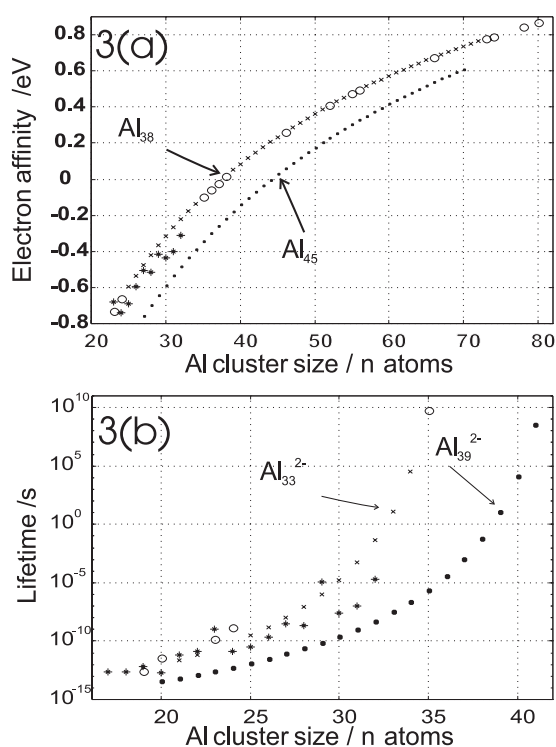 3(a)
Electron affinity /eV
0.8
0.6
0.4
0.2
0
-0.2
-0.4
-0.6
-0.8
Al38
Al45
20 30 40 50 60 70 80
Al cluster size / n atoms
3(b)
Lifetime /s
10^10
10^5
10^0
10^-5
10^-10
10^-15
Al33^2-
Al39^2-
20 25 30 35 40
Al cluster size / n atoms